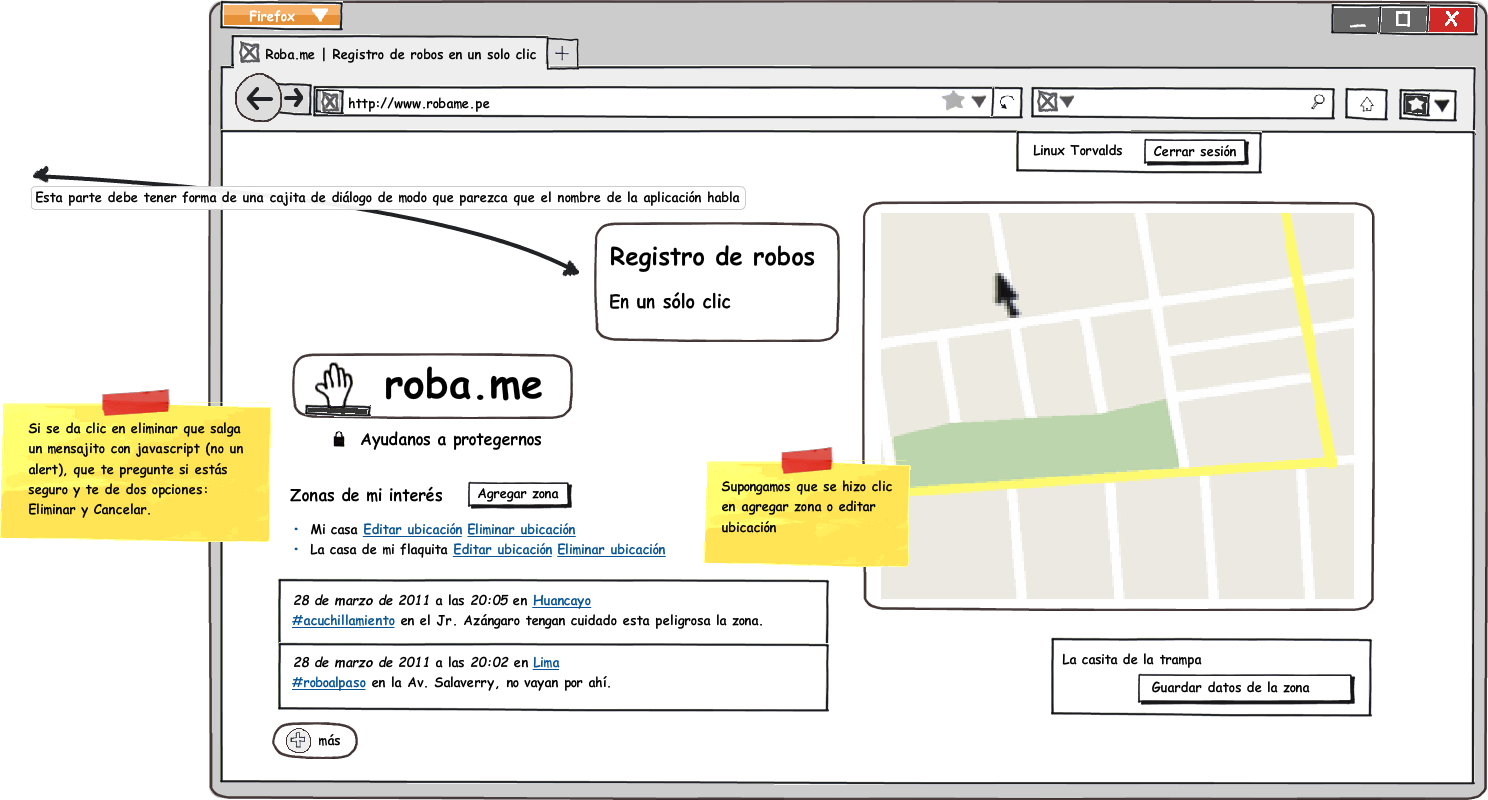 Firefox
Roba.me | Registro de robos en un solo clic
http://www.robame.pe
Linux Torvalds
Cerrar sesión
Esta parte debe tener forma de una cajita de diálogo de modo que parezca que el nombre de la aplicación habla
Registro de robos
En un sólo clic
roba.me
Ayudanos a protegernos
Si se da clic en eliminar que salga
un mensajito con javascript (no un
alert), que te pregunte si estás
seguro y te de dos opciones:
Eliminar y Cancelar.
Zonas de mi interés
Agregar zona
• Mi casa Editar ubicación Eliminar ubicación
• La casa de mi flaquita Editar ubicación Eliminar ubicación
Supongamos que se hizo clic
en agregar zona o editar
ubicación
28 de marzo de 2011 a las 20:05 en Huancayo
#acuchillamiento en el Jr. Azángaro tengan cuidado esta peligrosa la zona.
28 de marzo de 2011 a las 20:02 en Lima
#roboalpaso en la Av. Salaverry, no vayan por ahí.
más
La casita de la trampa
Guardar datos de la zona